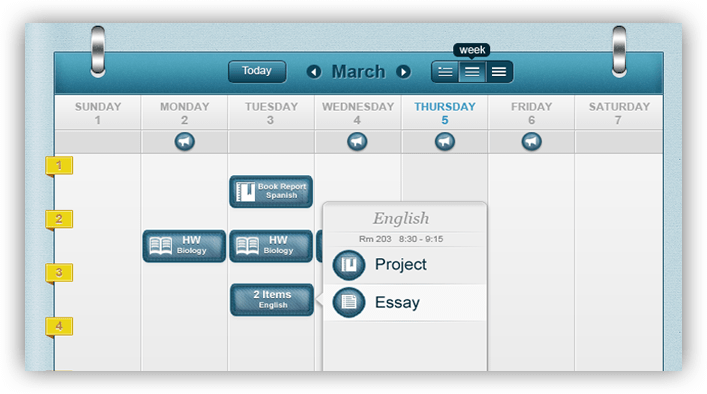 week
Today
March
SUNDAY MONDAY TUESDAY WEDNESDAY THURSDAY FRIDAY SATURDAY
1 2 3 4 5 6 7
1
Book Report
Spanish
2
HW
Biology
HW
Biology
3
2 Items
English
4
English
Rm 203 8:30 - 9:15
Project
Essay